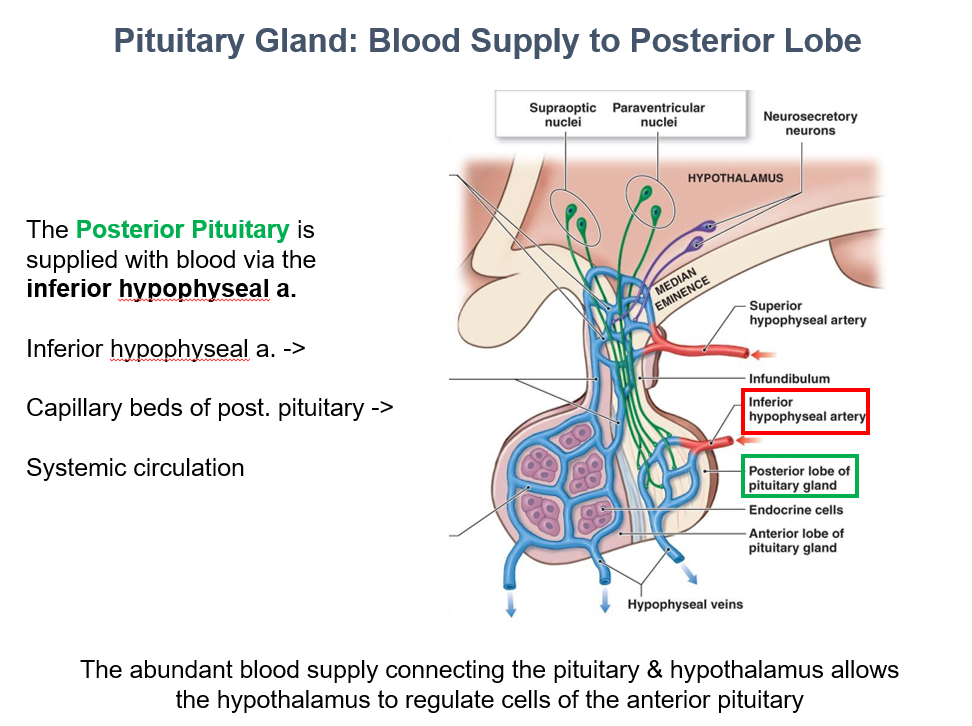 Pituitary Gland: Blood Supply to Posterior Lobe
The Posterior Pituitary is
supplied with blood via the
inferior hypophyseal a.
Inferior hypophyseal a. ->
Capillary beds of post. pituitary ->
Systemic circulation
Supraoptic
nuclei
Paraventricular
nuclei
Neurosecretory
neurons
HYPOTHALAMUS
MEDIAN
EMINENCE
Superior
hypophyseal artery
Infundibulum
Inferior
hypophyseal artery
Posterior lobe of
pituitary gland
Endocrine cells
Anterior lobe of
pituitary gland
Hypophyseal veins
The abundant blood supply connecting the pituitary & hypothalamus allows
the hypothalamus to regulate cells of the anterior pituitary